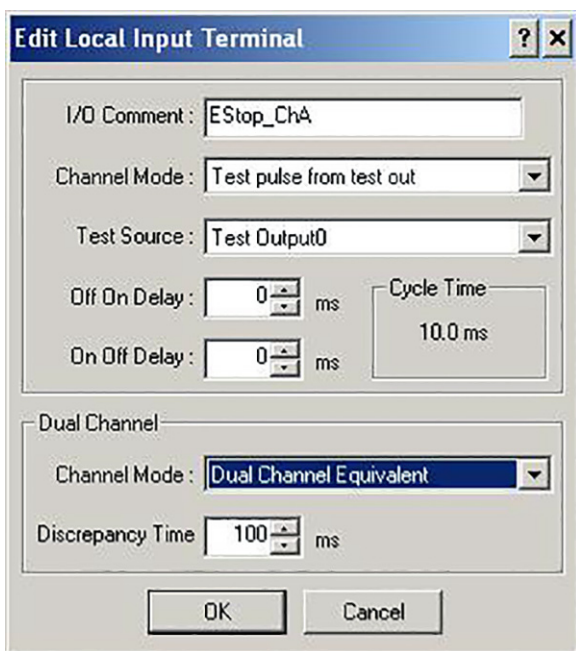 Edit Local Input Terminal
? ×
I/O Comment : EStop_ChA
Channel Mode : Test pulse from test out
Test Source : Test Output0
Off On Delay : 0 ms
Cycle Time
10.0 ms
On Off Delay : 0 ms
Dual Channel
Channel Mode : Dual Channel Equivalent
Discrepancy Time 100 ms
OK Cancel